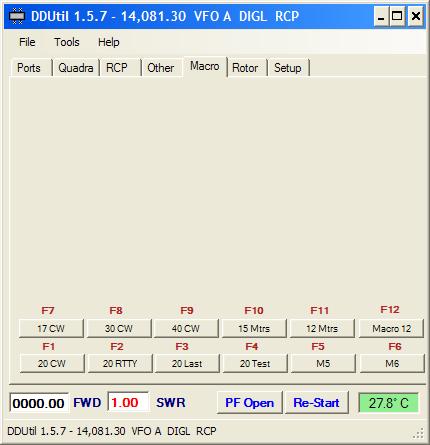 DDUtil 1.5.7 - 14,081.30 VFO A DIGL RCP
File Tools Help
Ports Quadra RCP Other Macro Rotor Setup
F7 F8 F9 F10 F11 F12
17 CW 30 CW 40 CW 15 Mtrs 12 Mtrs Macro 12
F1 F2 F3 F4 F5 F6
20 CW 20 RTTY 20 Last 20 Test M5 M6
0000.00 FWD 1.00 SWR PF Open Re-Start 27.8° C
DDUtil 1.5.7 - 14,081.30 VFO A DIGL RCP